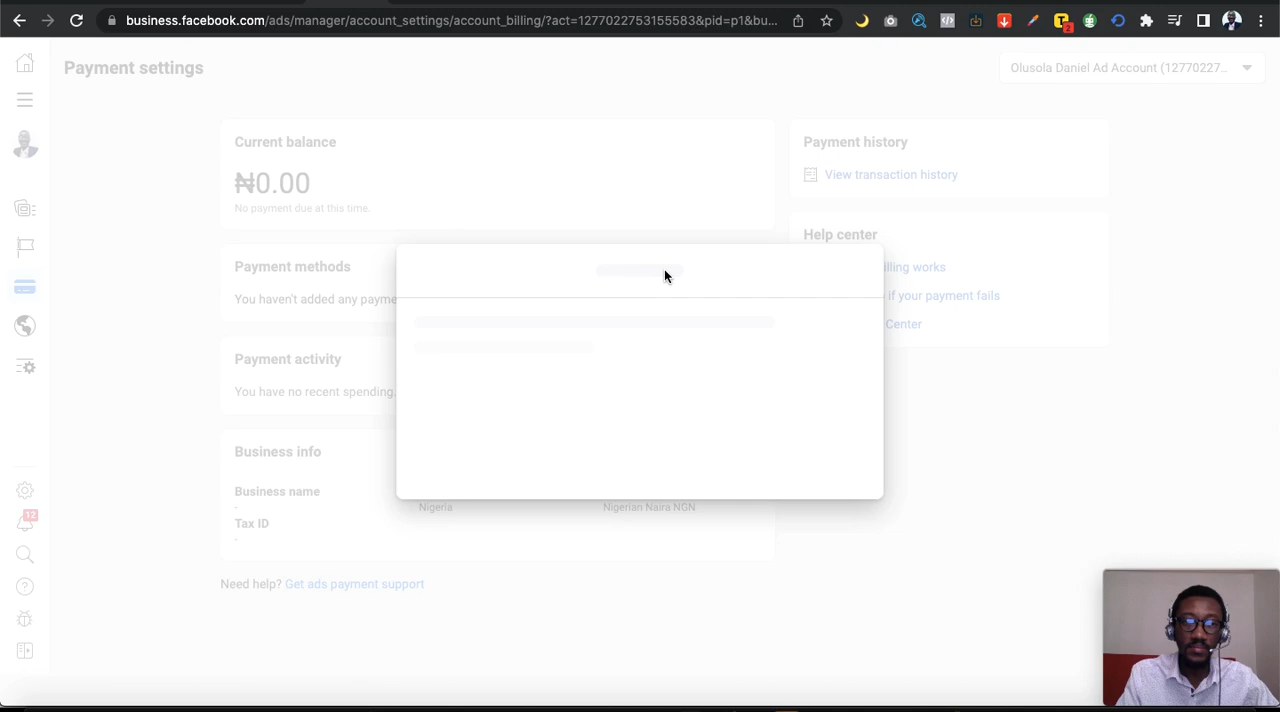 business.facebook.com/ads/manager/account_settings/account_billing/?act=1277022753155583&pid=p1&bu...
2
Payment settings
Olusola Daniel Ad Account (12770227...
Current balance
₦0.00
No payment due at this time.
Payment history
View transaction history
Help center
illing works
if your payment fails
Center
Payment methods
You haven't added any payme
Payment activity
You have no recent spending.
Business info
Business name
-
Nigeria
Nigerian Naira NGN
Tax ID
-
Need help? Get ads payment support
12